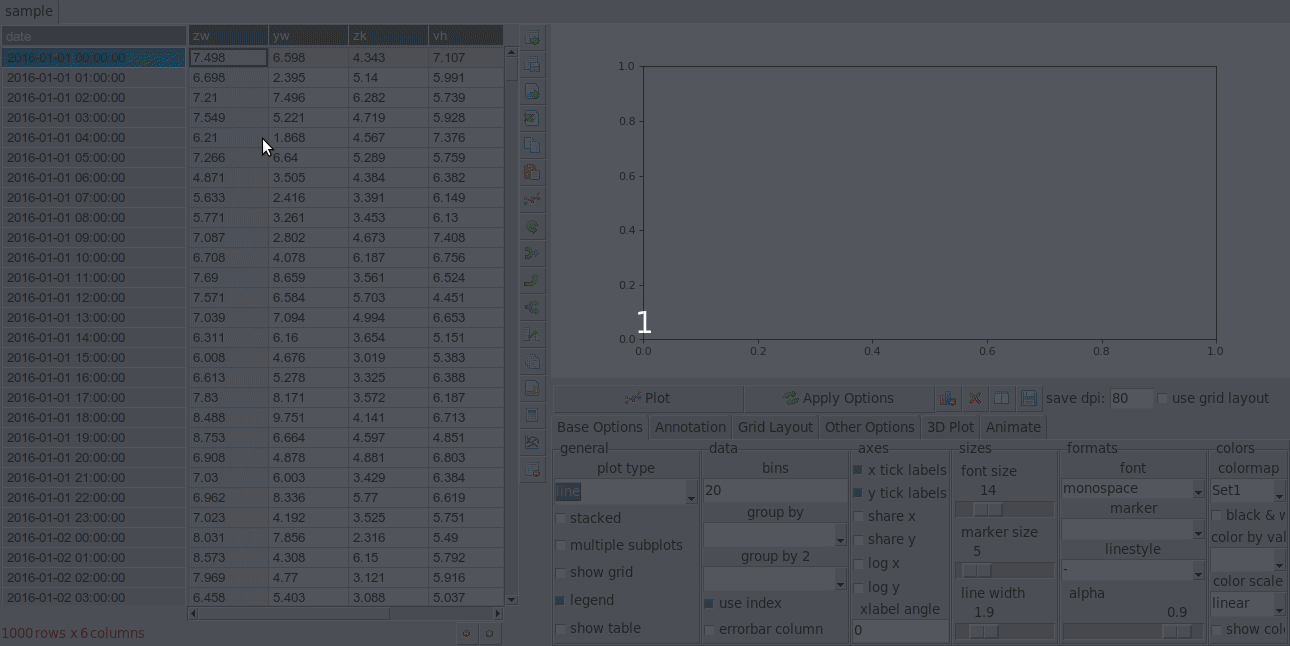 sample
date zw yw zk vh
2016-01-01 00:00:00 7.498 6.598 4.343 7.107
2016-01-01 01:00:00 6.698 2.395 5.14 5.991
2016-01-01 02:00:00 7.21 7.496 6.282 5.739
2016-01-01 03:00:00 7.549 5.221 4.719 5.928
2016-01-01 04:00:00 6.21 1.868 4.567 7.376
2016-01-01 05:00:00 7.266 6.64 5.289 5.759
2016-01-01 06:00:00 4.871 3.505 4.384 6.382
2016-01-01 07:00:00 5.633 2.416 3.391 6.149
2016-01-01 08:00:00 5.771 3.261 3.453 6.13
2016-01-01 09:00:00 7.087 2.802 4.673 7.408
2016-01-01 10:00:00 6.708 4.078 6.187 6.756
2016-01-01 11:00:00 7.69 8.659 3.561 6.524
2016-01-01 12:00:00 7.571 6.584 5.703 4.451
2016-01-01 13:00:00 7.039 7.094 4.994 6.653
2016-01-01 14:00:00 6.311 6.16 3.654 5.151
2016-01-01 15:00:00 6.008 4.676 3.019 5.383
2016-01-01 16:00:00 6.613 5.278 3.325 6.388
2016-01-01 17:00:00 7.83 8.171 3.572 6.187
2016-01-01 18:00:00 8.488 9.751 4.141 6.713
2016-01-01 19:00:00 8.753 6.664 4.597 4.851
2016-01-01 20:00:00 6.908 4.878 4.881 6.803
2016-01-01 21:00:00 7.03 6.003 3.429 6.384
2016-01-01 22:00:00 6.962 8.336 5.77 6.619
2016-01-01 23:00:00 7.023 4.192 3.525 5.751
2016-01-02 00:00:00 8.031 7.856 2.316 5.49
2016-01-02 01:00:00 8.573 4.308 6.15 5.792
2016-01-02 02:00:00 7.969 4.77 3.121 5.916
2016-01-02 03:00:00 6.458 5.403 3.088 5.037
1000 rows x 6 columns
1.0
0.8
0.6
0.4
0.2
0.0
1
0.0 0.2 0.4 0.6 0.8 1.0
Plot Apply Options save dpi: 80 use grid layout
Base Options Annotation Grid Layout Other Options 3D Plot Animate
general
plot type
line
stacked
multiple subplots
show grid
legend
show table
data
bins
20
group by
group by 2
use index
errorbar column
axes
x tick labels
y tick labels
share x
share y
log x
log y
xlabel angle
0
sizes
font size
14
marker size
5
line width
1.9
formats
font
monospace
marker
linestyle
-
alpha
0.9
colors
colormap
Set1
black & w
color by val
color scale
linear
show col